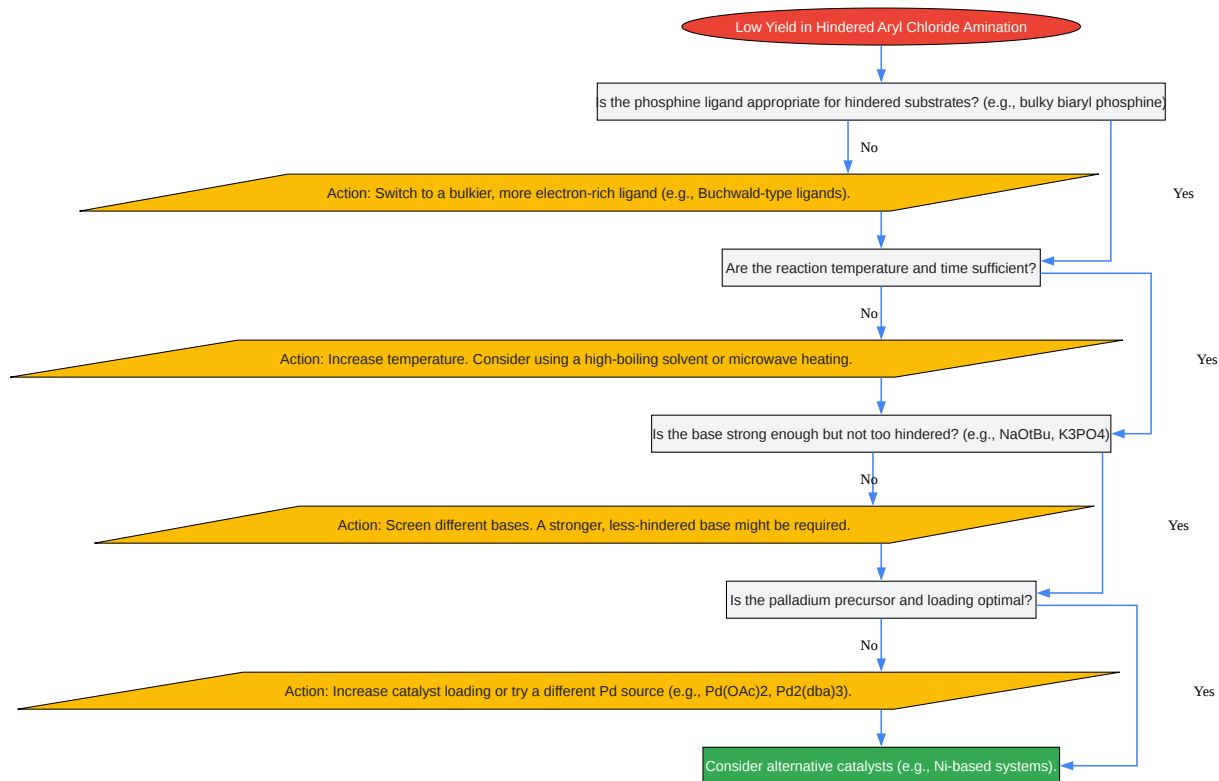 Low Yield in Hindered Aryl Chloride Amination
Is the phosphine ligand appropriate for hindered substrates? (e.g., bulky biaryl phosphine)
No
Action: Switch to a bulkier, more electron-rich ligand (e.g., Buchwald-type ligands).
Yes
Are the reaction temperature and time sufficient?
No
Action: Increase temperature. Consider using a high-boiling solvent or microwave heating.
Yes
Is the base strong enough but not too hindered? (e.g., NaOtBu, K3PO4)
No
Action: Screen different bases. A stronger, less-hindered base might be required.
Yes
Is the palladium precursor and loading optimal?
No
Action: Increase catalyst loading or try a different Pd source (e.g., Pd(OAc)2, Pd2(dba)3).
Yes
Consider alternative catalysts (e.g., Ni-based systems).